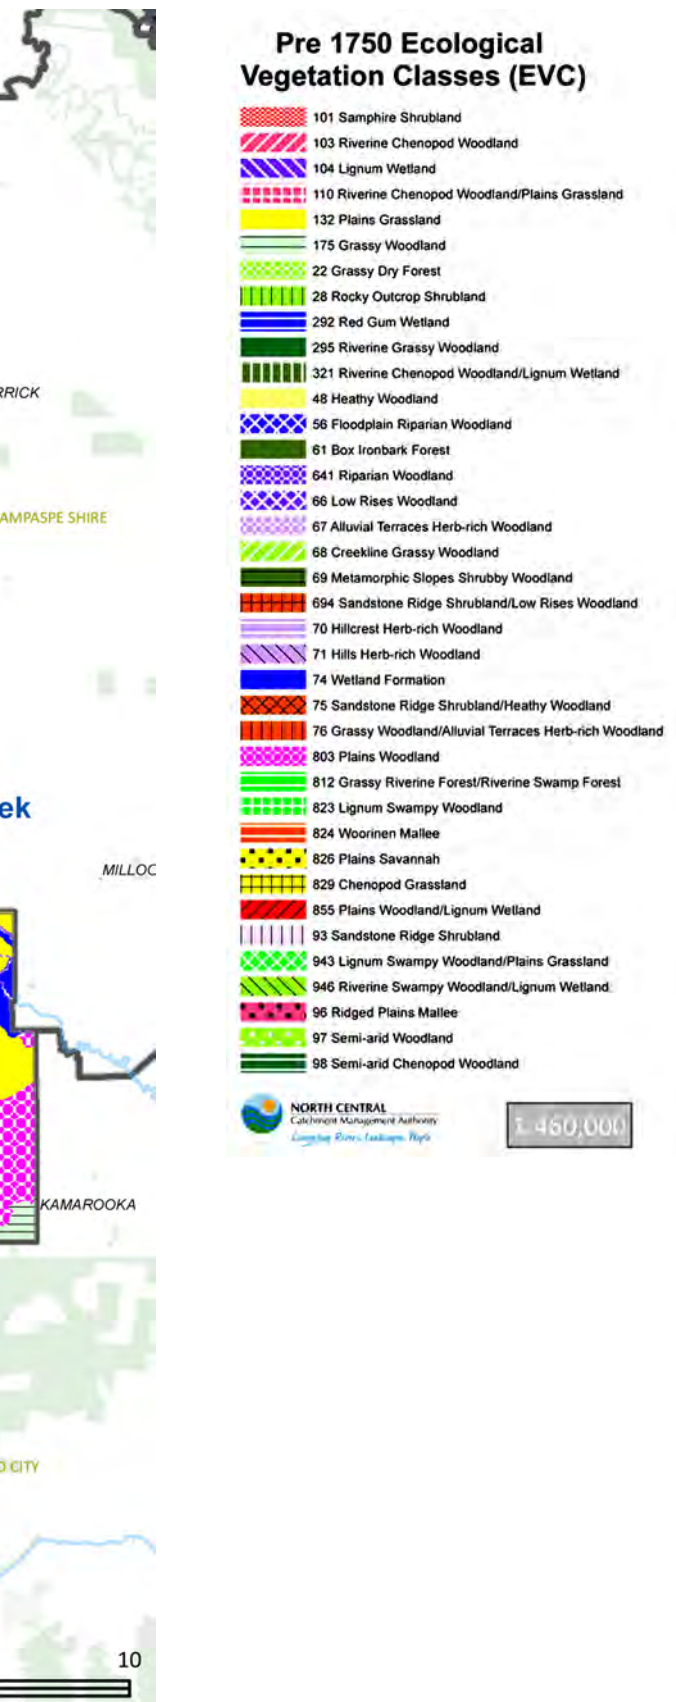 RRICK
AMPASPE SHIRE
ek
MILLOC
KAMAROOKA
O CITY
10
Pre 1750 Ecological
Vegetation Classes (EVC)
101 Samphire Shrubland
103 Riverine Chenopod Woodland
104 Lignum Wetland
110 Riverine Chenopod Woodland/Plains Grassland
132 Plains Grassland
175 Grassy Woodland
22 Grassy Dry Forest
28 Rocky Outcrop Shrubland
292 Red Gum Wetland
295 Riverine Grassy Woodland
321 Riverine Chenopod Woodland/Lignum Wetland
48 Heathy Woodland
56 Floodplain Riparian Woodland
61 Box Ironbark Forest
641 Riparian Woodland
66 Low Rises Woodland
67 Alluvial Terraces Herb-rich Woodland
68 Creekline Grassy Woodland
69 Metamorphic Slopes Shrubby Woodland
694 Sandstone Ridge Shrubland/Low Rises Woodland
70 Hillcrest Herb-rich Woodland
71 Hills Herb-rich Woodland
74 Wetland Formation
75 Sandstone Ridge Shrubland/Heathy Woodland
76 Grassy Woodland/Alluvial Terraces Herb-rich Woodland
803 Plains Woodland
812 Grassy Riverine Forest/Riverine Swamp Forest
823 Lignum Swampy Woodland
824 Woorinen Mallee
826 Plains Savannah
829 Chenopod Grassland
855 Plains Woodland/Lignum Wetland
93 Sandstone Ridge Shrubland
943 Lignum Swampy Woodland/Plains Grassland
946 Riverine Swampy Woodland/Lignum Wetland
96 Ridged Plains Mallee
97 Semi-arid Woodland
98 Semi-arid Chenopod Woodland
NORTH CENTRAL
Catchment Management Authority
Connecting Rivers, Landscapes, People
1:460,000